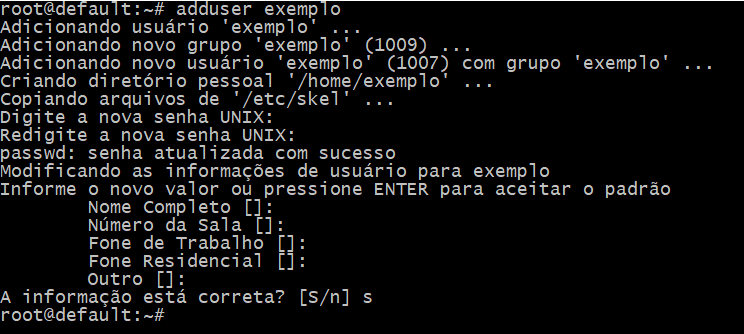 root@default:~# adduser exemplo
Adicionando usuário 'exemplo' ...
Adicionando novo grupo 'exemplo' (1009) ...
Adicionando novo usuário 'exemplo' (1007) com grupo 'exemplo' ...
Criando diretório pessoal '/home/exemplo' ...
Copiando arquivos de '/etc/skel' ...
Digite a nova senha UNIX:
Redigite a nova senha UNIX:
passwd: senha atualizada com sucesso
Modificando as informações de usuário para exemplo
Informe o novo valor ou pressione ENTER para aceitar o padrão
Nome Completo []:
Número da Sala []:
Fone de Trabalho []:
Fone Residencial []:
Outro []:
A informação está correta? [S/n] s
root@default:~#